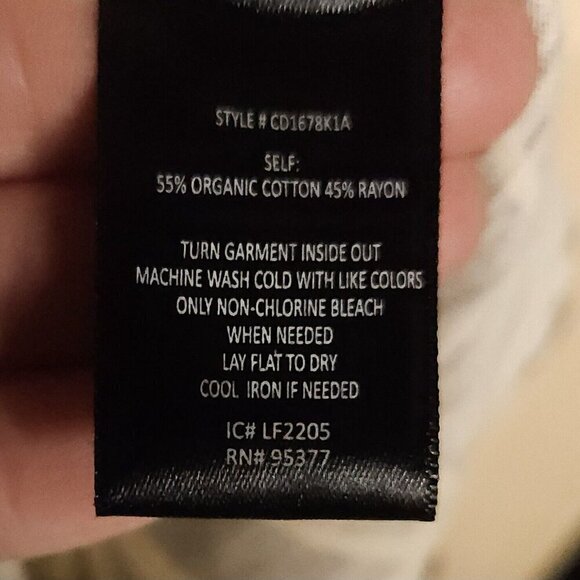 STYLE # CD1678K1A
SELF:
55% ORGANIC COTTON 45% RAYON
TURN GARMENT INSIDE OUT
MACHINE WASH COLD WITH LIKE COLORS
ONLY NON-CHLORINE BLEACH
WHEN NEEDED
LAY FLAT TO DRY
COOL IRON IF NEEDED
IC# LF2205
RN# 95377